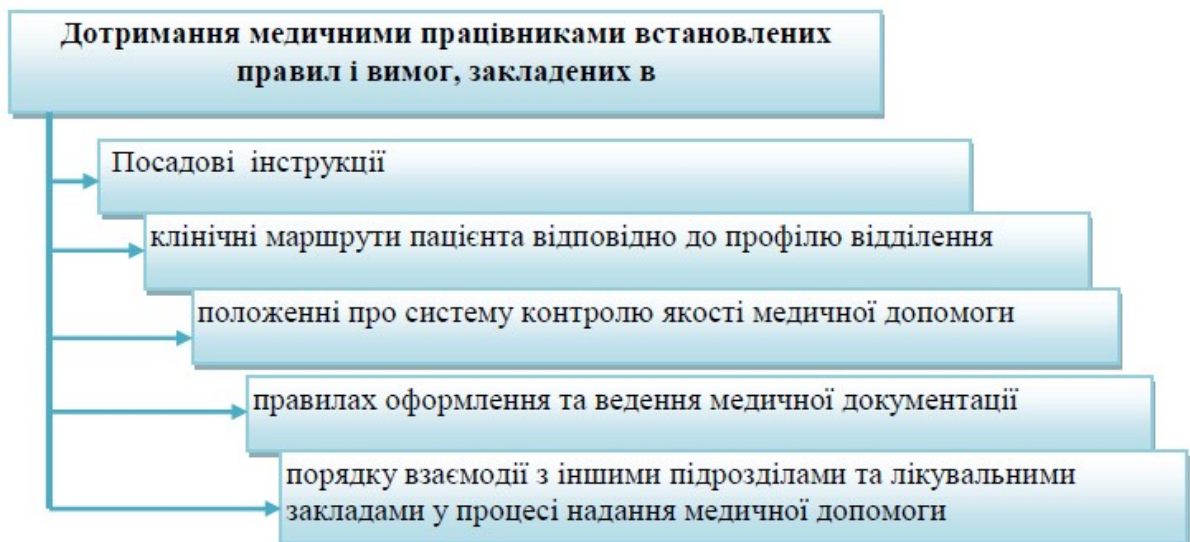 Дотримання медичними працівниками встановлених
правил і вимог, закладених в
Посадові інструкції
клінічні маршрути пацієнта відповідно до профілю відділення
положенні про систему контролю якості медичної допомоги
правилах оформлення та ведення медичної документації
порядку взаємодії з іншими підрозділами та лікувальними
закладами у процесі надання медичної допомоги